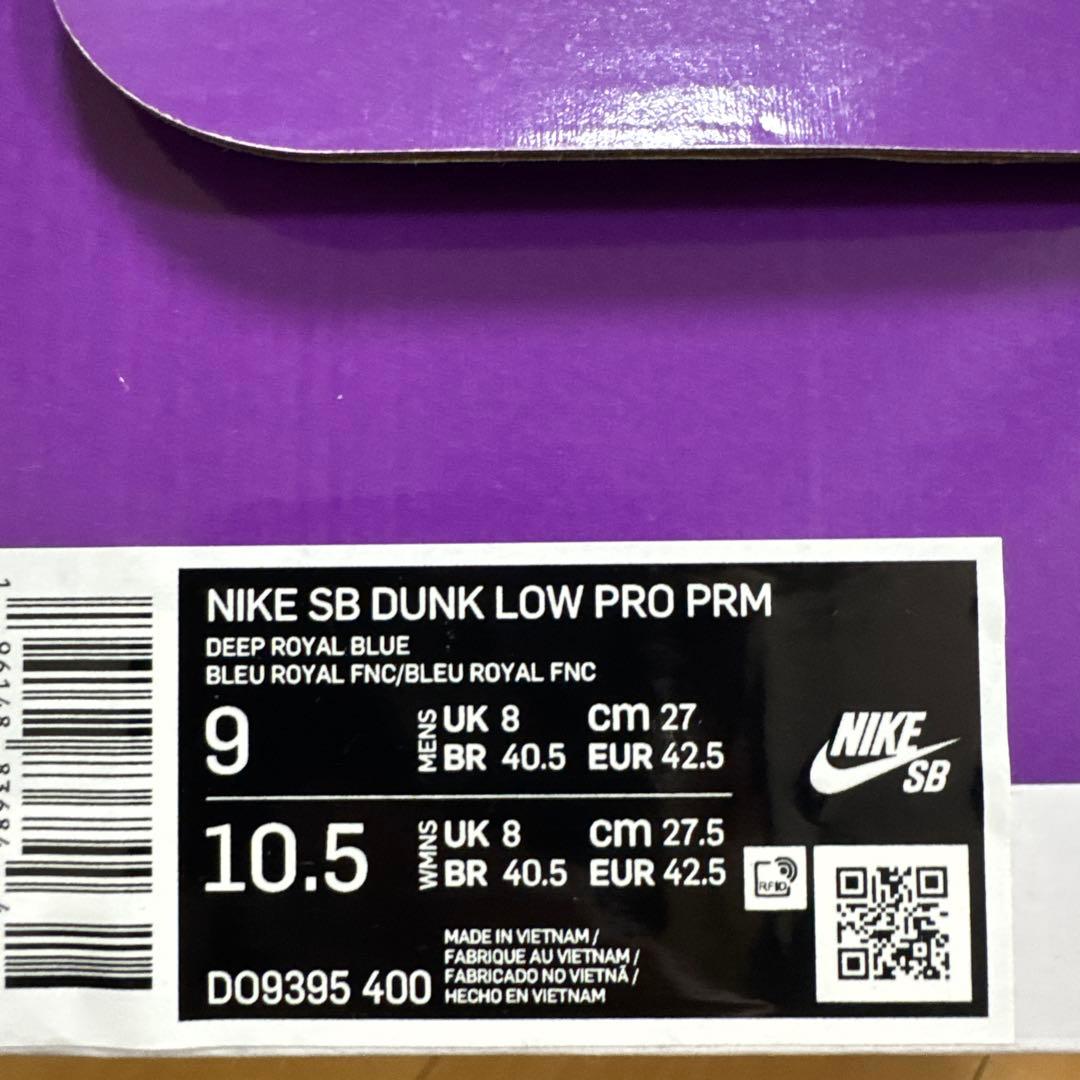 NIKE SB DUNK LOW PRO PRM
DEEP ROYAL BLUE
BLEU ROYAL FNC/BLEU ROYAL FNC
9 MENS UK 8 cm 27
BR 40.5 EUR 42.5
10.5 WMNS UK 8 cm 27.5
BR 40.5 EUR 42.5
NIKE
SB
RFID
MADE IN VIETNAM /
FABRIQUE AU VIETNAM /
FABRICADO NO VIETNÃ /
HECHO EN VIETNAM
DO9395 400